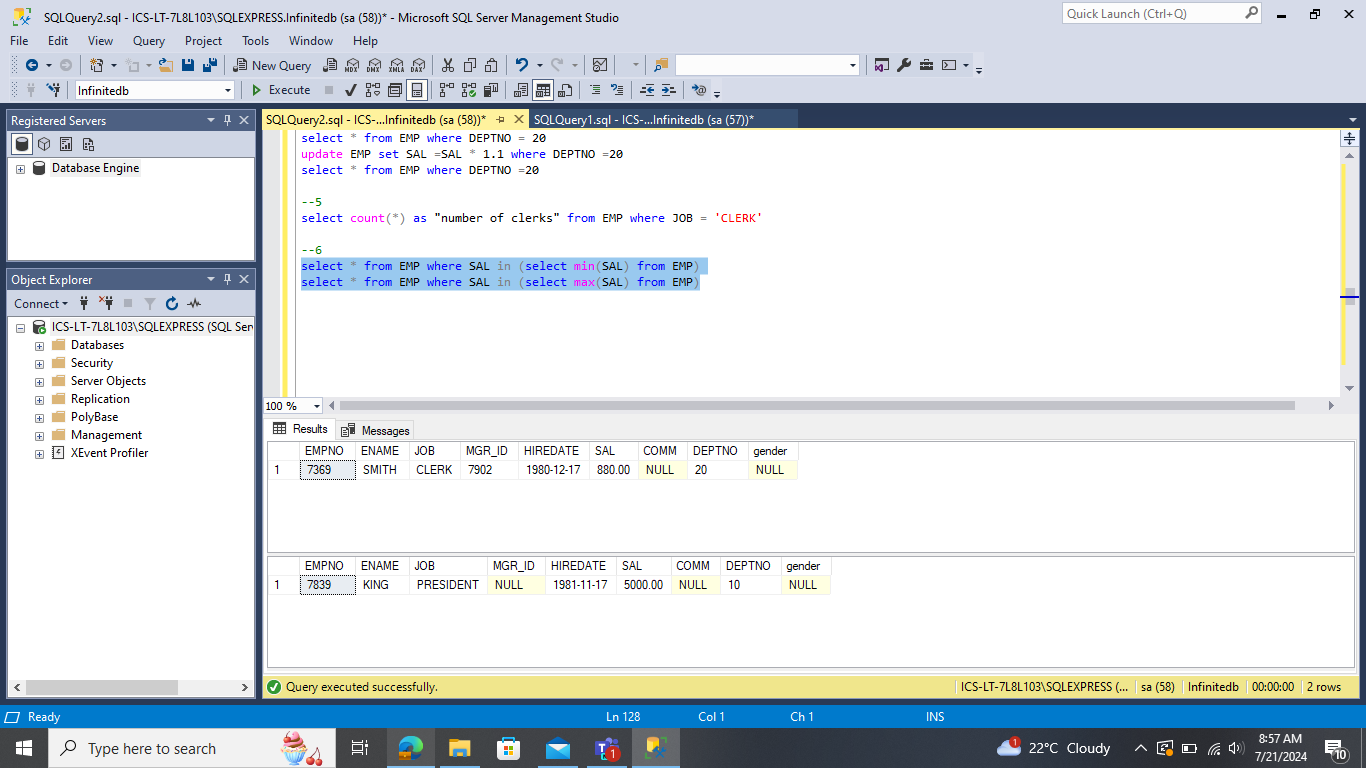 SQLQuery2.sql - ICS-LT-7L8L103\SQLEXPRESS.Infinitedb (sa (58))* - Microsoft SQL Server Management Studio
Quick Launch (Ctrl+Q)
File Edit View Query Project Tools Window Help
New Query MDX DMX XMLA DAX
Infinitedb Execute
Registered Servers
Database Engine
Object Explorer
Connect
ICS-LT-7L8L103\SQLEXPRESS (SQL Ser
Databases
Security
Server Objects
Replication
PolyBase
Management
XEvent Profiler
SQLQuery2.sql - ICS-...Infinitedb (sa (58))* SQLQuery1.sql - ICS-...Infinitedb (sa (57))*
select * from EMP where DEPTNO = 20
update EMP set SAL =SAL * 1.1 where DEPTNO =20
select * from EMP where DEPTNO =20
--5
select count(*) as "number of clerks" from EMP where JOB = 'CLERK'
--6
select * from EMP where SAL in (select min(SAL) from EMP)
select * from EMP where SAL in (select max(SAL) from EMP)
100 %
Results Messages
EMPNO ENAME JOB MGR_ID HIREDATE SAL COMM DEPTNO gender
1 7369 SMITH CLERK 7902 1980-12-17 880.00 NULL 20 NULL
EMPNO ENAME JOB MGR_ID HIREDATE SAL COMM DEPTNO gender
1 7839 KING PRESIDENT NULL 1981-11-17 5000.00 NULL 10 NULL
Query executed successfully. ICS-LT-7L8L103\SQLEXPRESS (... sa (58) Infinitedb 00:00:00 2 rows
Ready Ln 128 Col 1 Ch 1 INS
Type here to search 1 1 22°C Cloudy 8:57 AM
7/21/2024 10